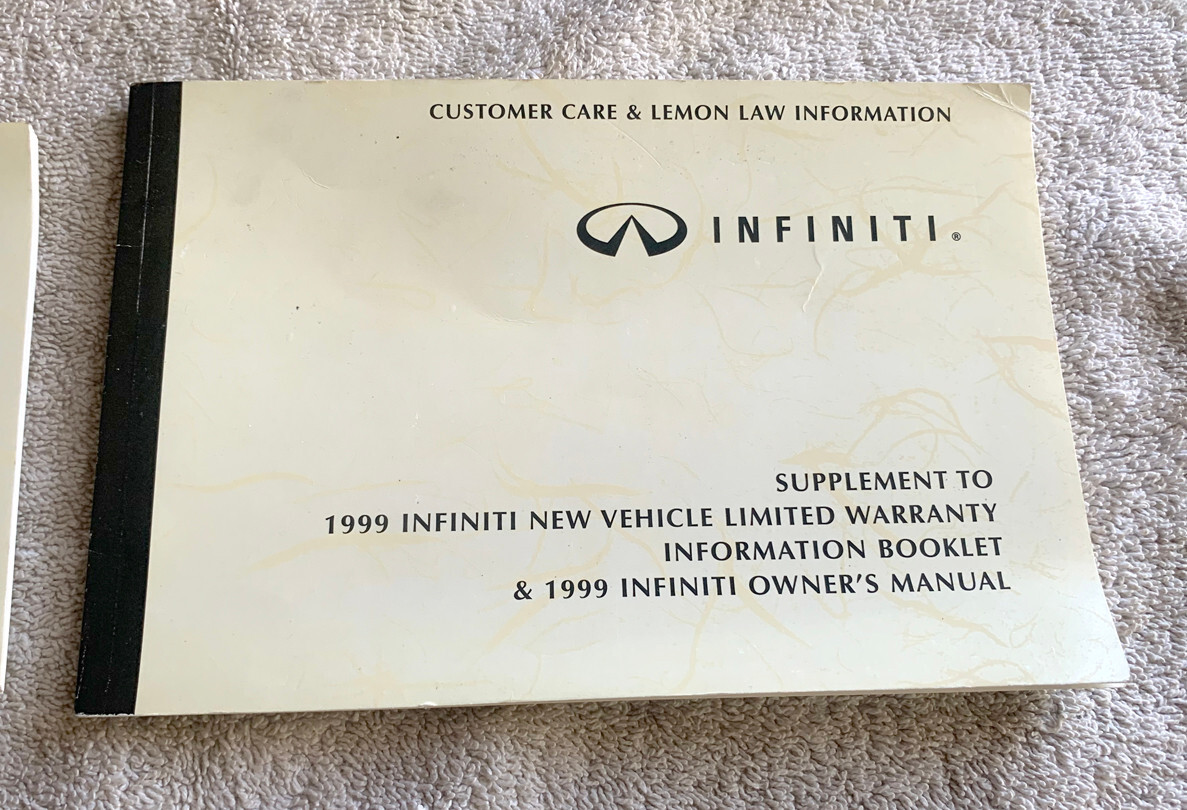 CUSTOMER CARE & LEMON LAW INFORMATION
INFINITI®
SUPPLEMENT TO
1999 INFINITI NEW VEHICLE LIMITED WARRANTY
INFORMATION BOOKLET
& 1999 INFINITI OWNER'S MANUAL